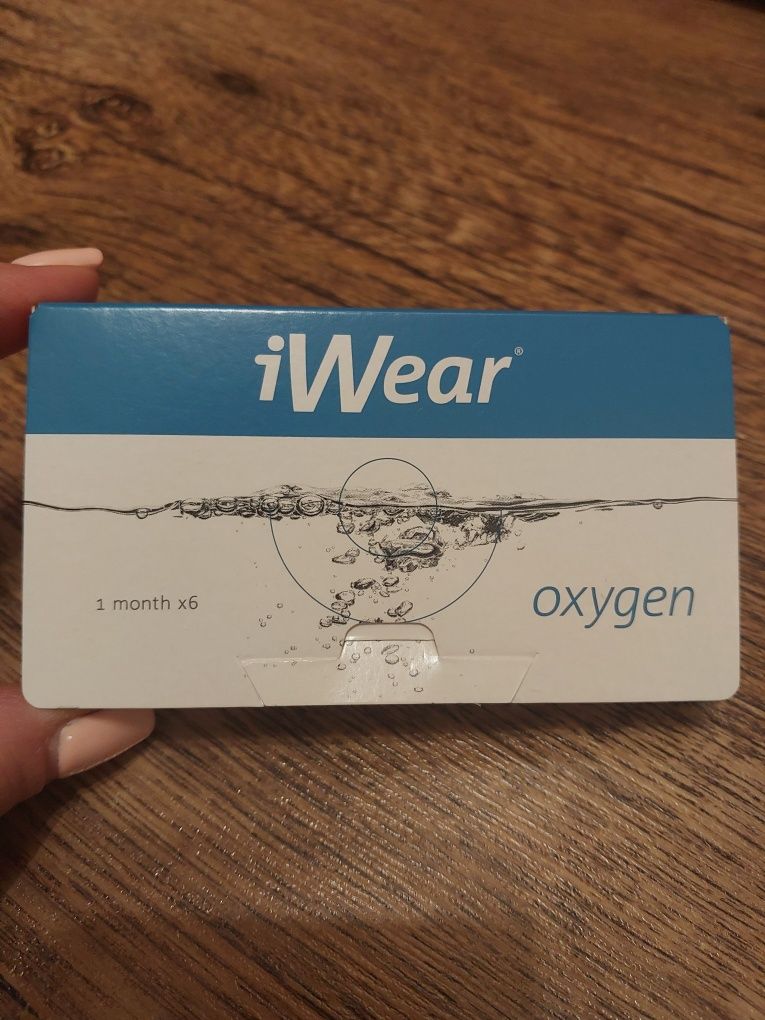 iWear®
1 month x6
oxygen